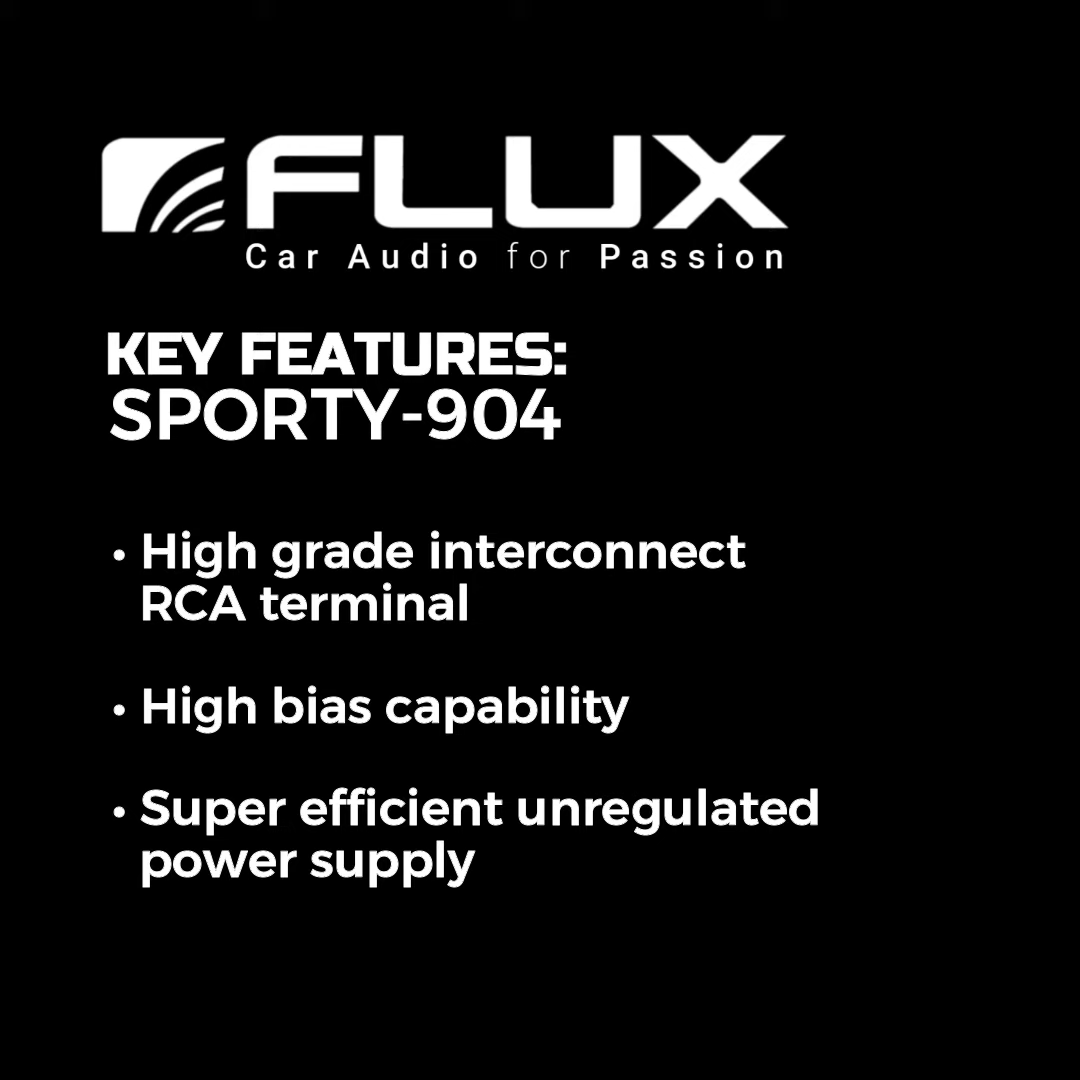 FLUX
Car Audio for Passion
KEY FEATURES:
SPORTY-904
• High grade interconnect
RCA terminal
• High bias capability
• Super efficient unregulated
power supply